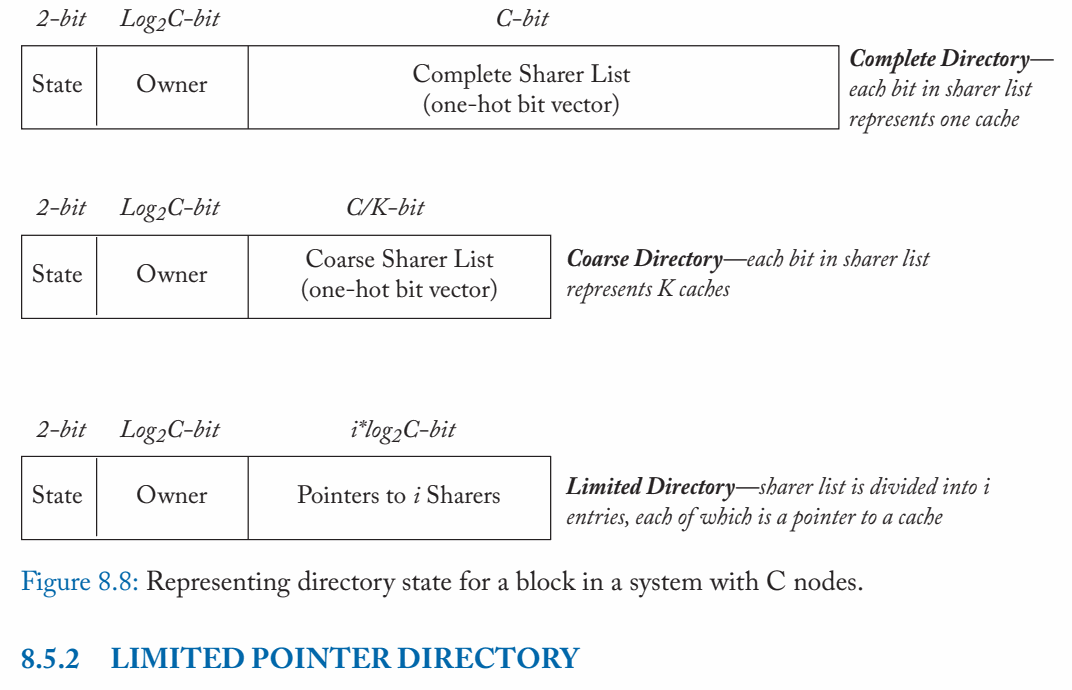 2-bit Log2C-bit C-bit
State Owner Complete Sharer List
(one-hot bit vector)
Complete Directory—
each bit in sharer list
represents one cache
2-bit Log2C-bit C/K-bit
State Owner Coarse Sharer List
(one-hot bit vector)
Coarse Directory—each bit in sharer list
represents K caches
2-bit Log2C-bit i*log2C-bit
State Owner Pointers to i Sharers
Limited Directory—sharer list is divided into i
entries, each of which is a pointer to a cache
Figure 8.8: Representing directory state for a block in a system with C nodes.
8.5.2 LIMITED POINTER DIRECTORY